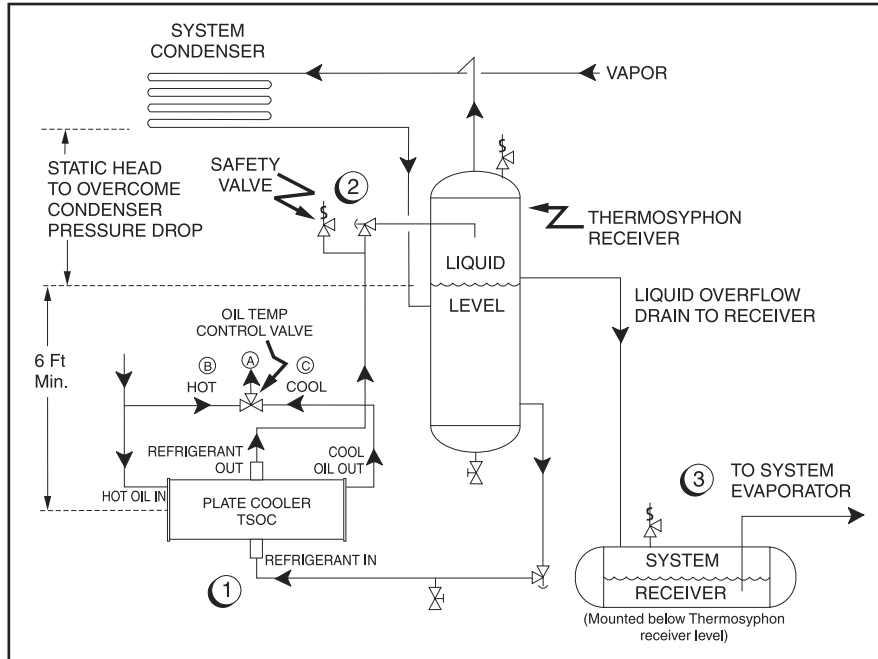 SYSTEM
CONDENSER
VAPOR
STATIC HEAD
TO OVERCOME
CONDENSER
PRESSURE DROP
SAFETY
VALVE
2
THERMOSYPHON
RECEIVER
LIQUID
LEVEL
LIQUID OVERFLOW
DRAIN TO RECEIVER
6 Ft
Min.
OIL TEMP
CONTROL VALVE
B
HOT
A
C
COOL
REFRIGERANT
OUT
COOL
OIL OUT
HOT OIL IN
PLATE COOLER
TSOC
REFRIGERANT IN
1
3
TO SYSTEM
EVAPORATOR
SYSTEM
RECEIVER
(Mounted below Thermosyphon
receiver level)